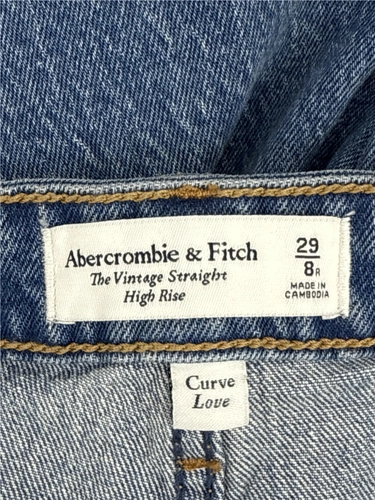 Abercrombie & Fitch
The Vintage Straight
High Rise
29
8R
MADE IN
CAMBODIA
Curve
Love